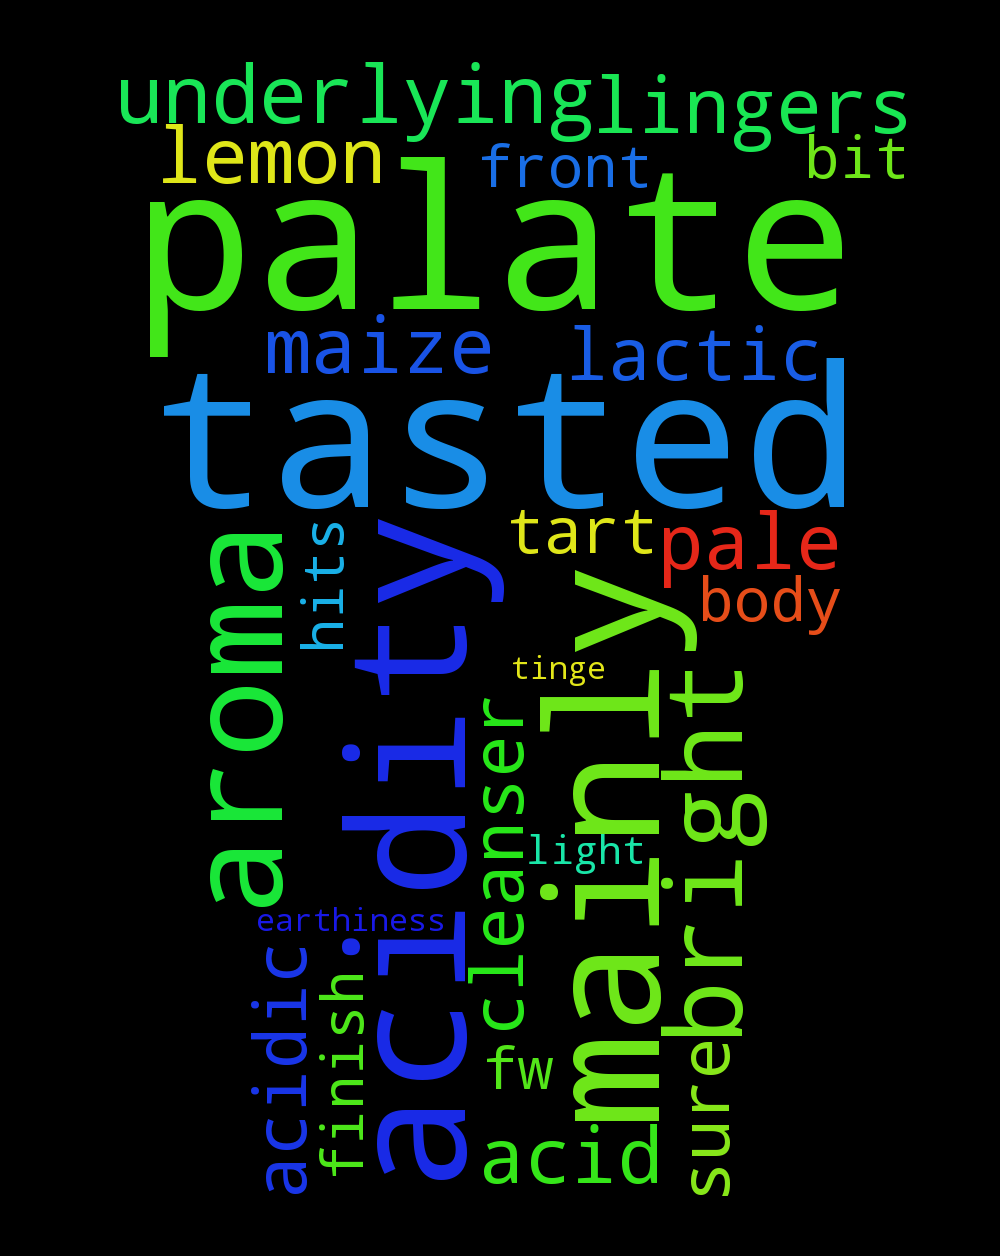 underlying
lingers
lemon
front
bit
palate
maize
lactic
tasted
aroma
hits
acidity
tart
pale
body
mainly
tinge
bright
cleanser
light
earthiness
acidic
finish
fw
sure
acid